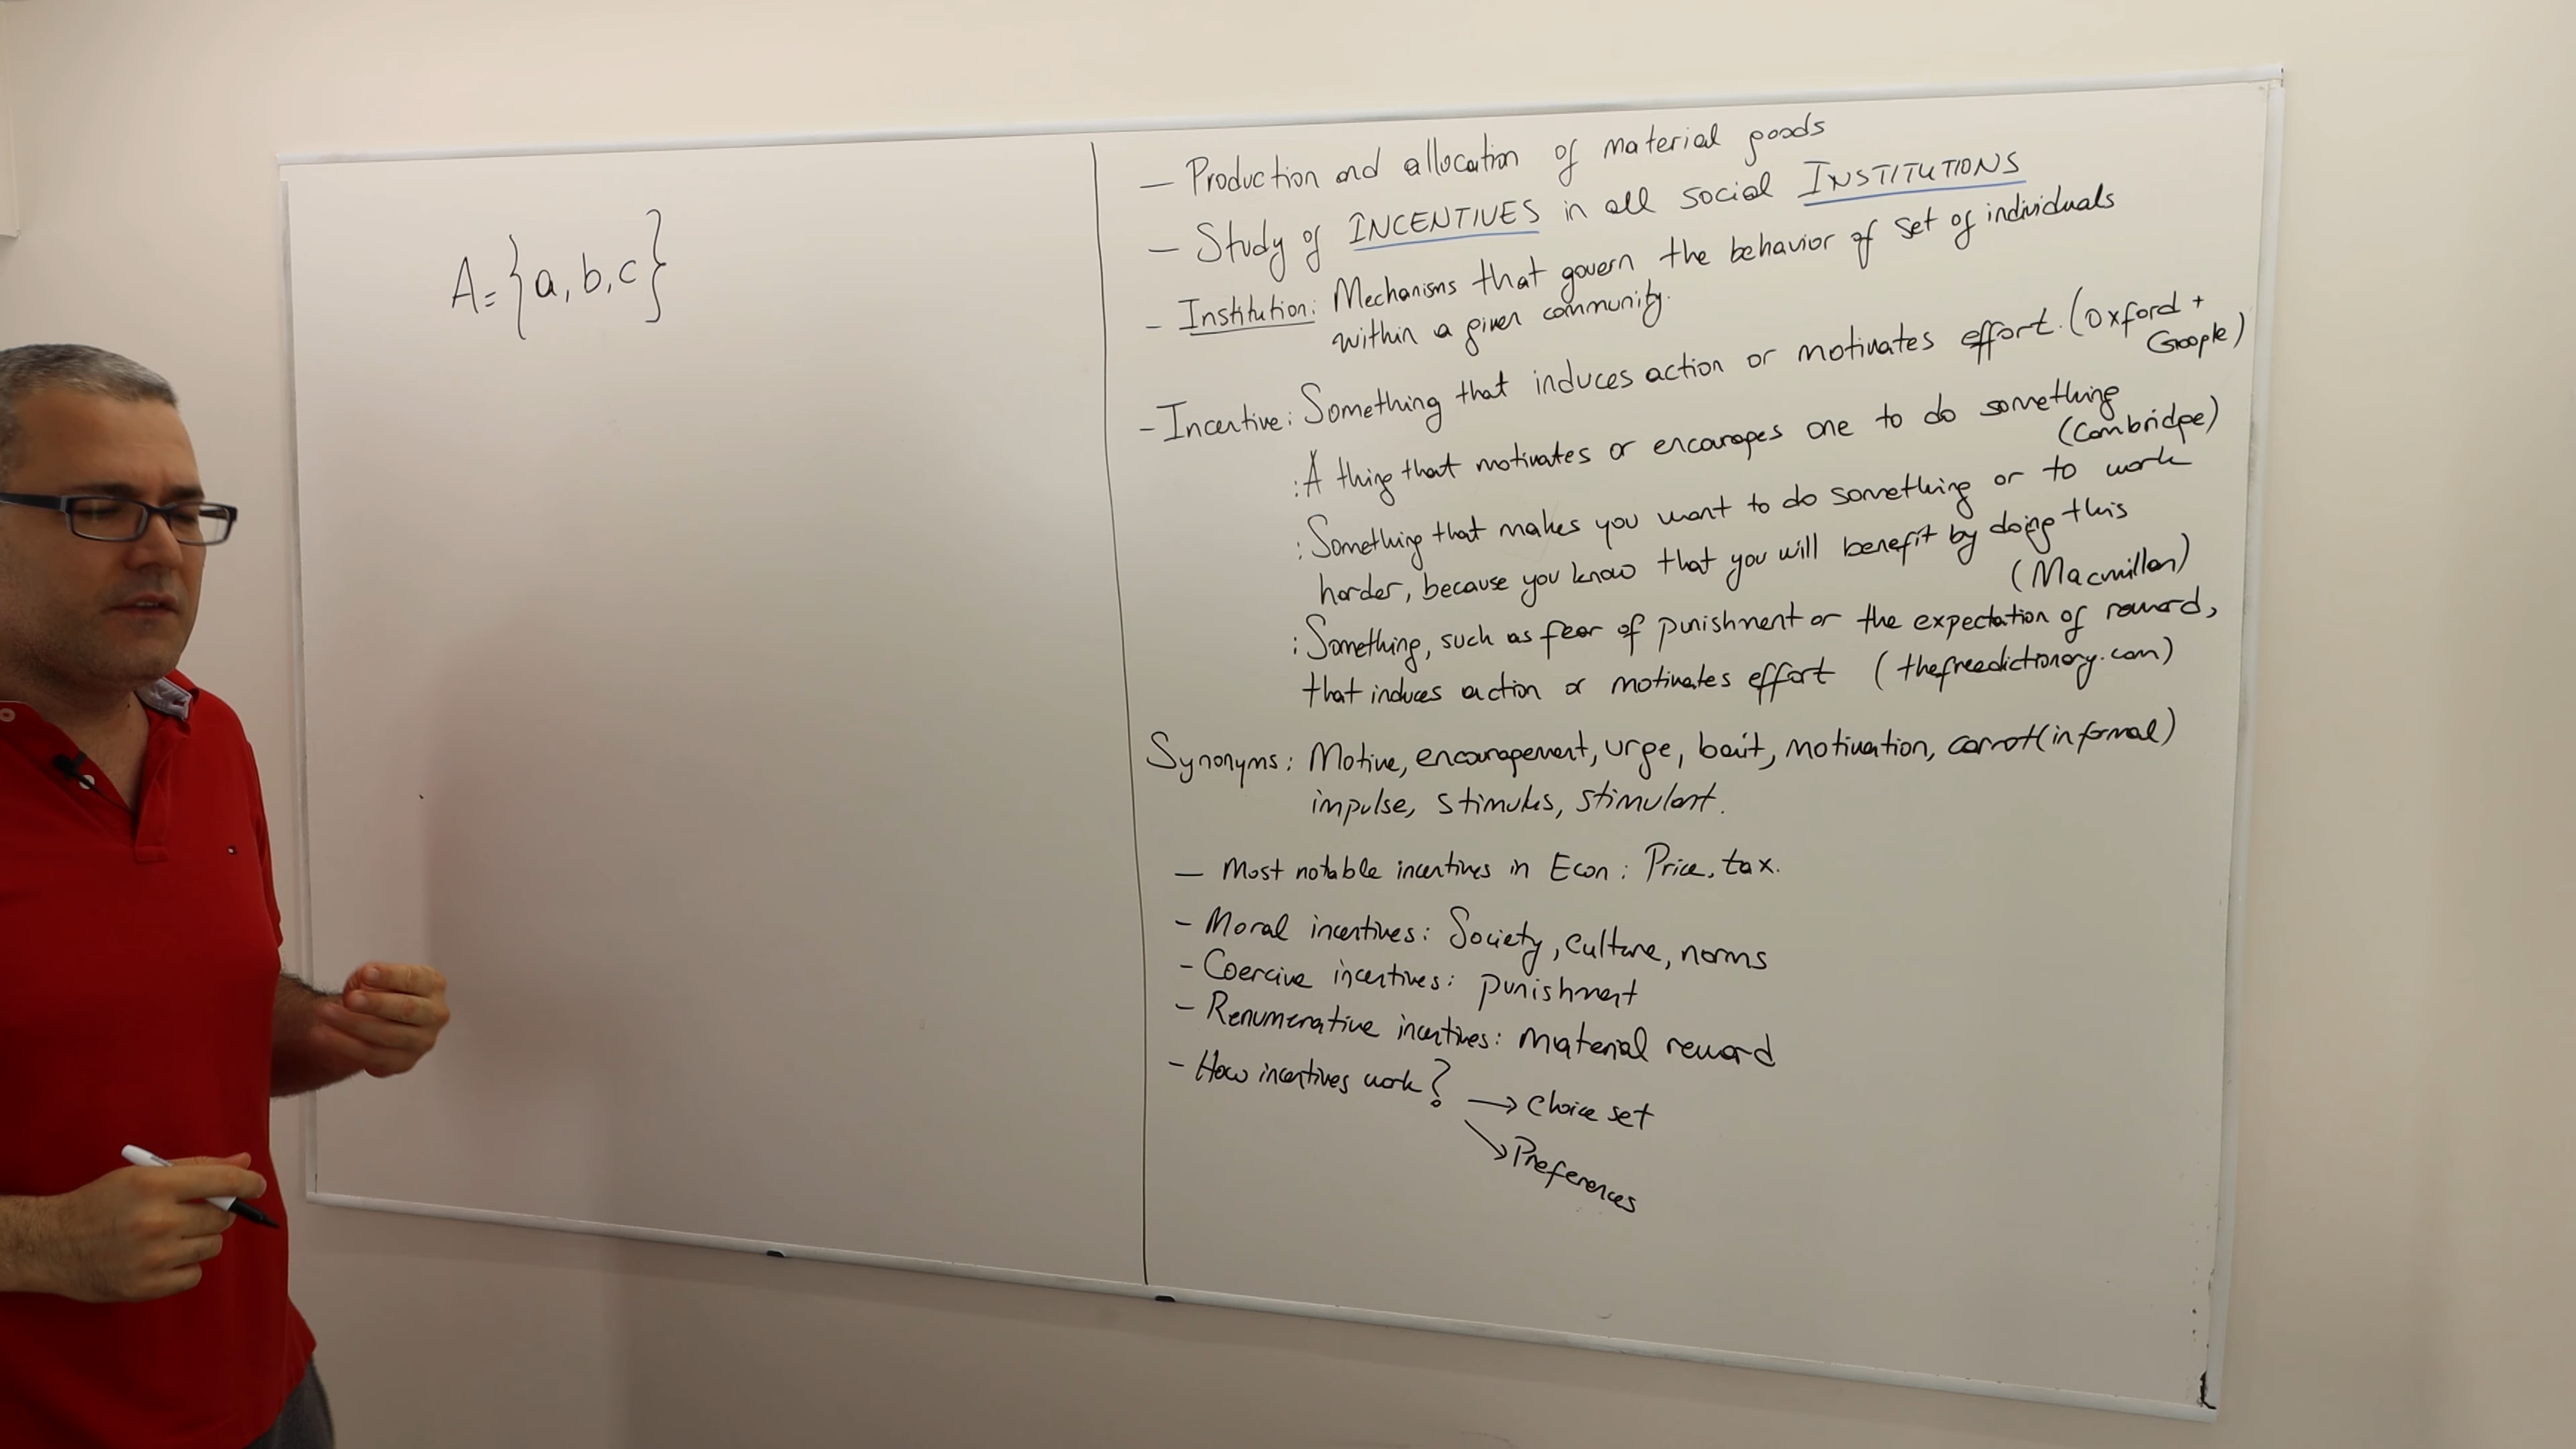 A = {a, b, c}
— Production and allocation of material goods
— Study of INCENTIVES in all social INSTITUTIONS
- Institution: Mechanisms that govern the behavior of set of individuals
within a given community.
- Incentive: Something that induces action or motivates effort. (Oxford +
Google)
: A thing that motivates or encourages one to do something
(Cambridge)
: Something that makes you want to do something or to work
harder, because you know that you will benefit by doing this
(Macmillan)
: Something, such as fear of punishment or the expectation of reward,
that induces action or motivates effort (thefreedictionary.com)
Synonyms: Motive, encouragement, urge, bait, motivation, carrot (informal)
impulse, stimulus, stimulant.
— Most notable incentives in Econ: Price, tax.
- Moral incentives: Society, culture, norms
- Coercive incentives: punishment
- Renumerative incentives: material reward
- How incentives work? → Choice set
↘ Preferences